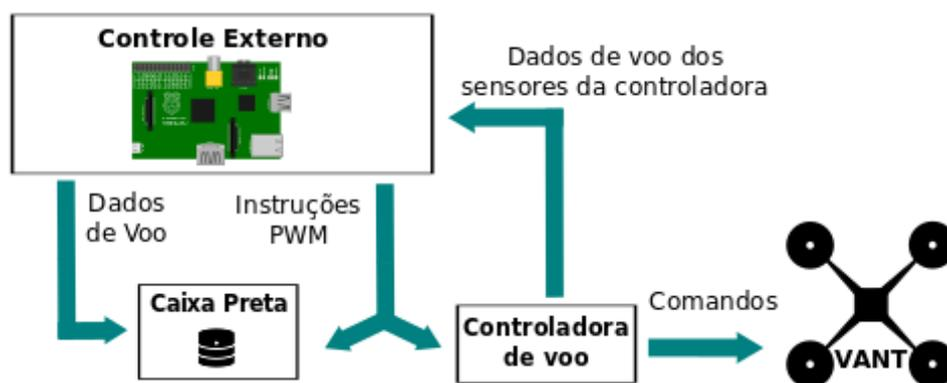 Controle Externo
Dados de voo dos
sensores da controladora
Dados
de Voo
Instruções
PWM
Caixa Preta
Controladora
de voo
Comandos
VANT